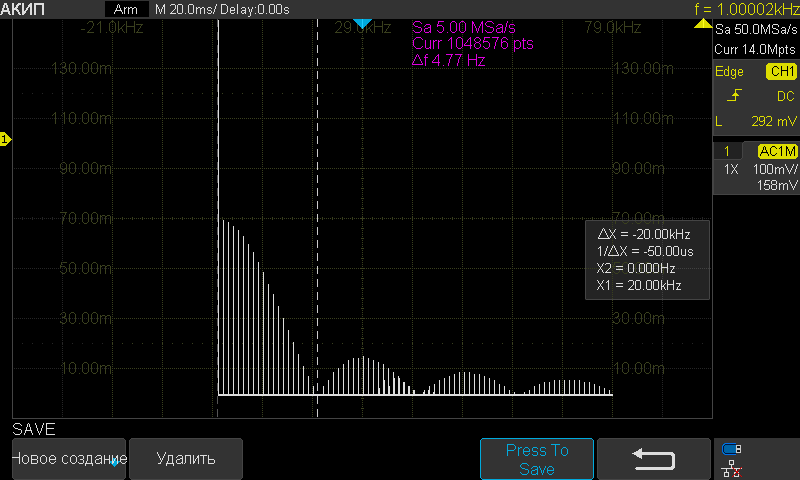 АКИП Arm M 20.0ms/ Delay:0.00s f = 1.00002kHz
-21.0kHz 29.0kHz Sa 5.00 MSa/s 79.0kHz Sa 50.0MSa/s
Curr 1048576 pts Curr 14.0Mpts
Δf 4.77 Hz
130.00m 130.00m Edge CH1
110.00m 110.00m DC
L 292 mV
1
90.00m 90.00m 1 AC1M
1X 100mV/
158mV
70.00m 70.00m
ΔX = -20.00kHz
1/ΔX = -50.00us
50.00m X2 = 0.000Hz
X1 = 20.00kHz
30.00m 30.00m
10.00m 10.00m
SAVE
Новое создание Удалить Press To
Save